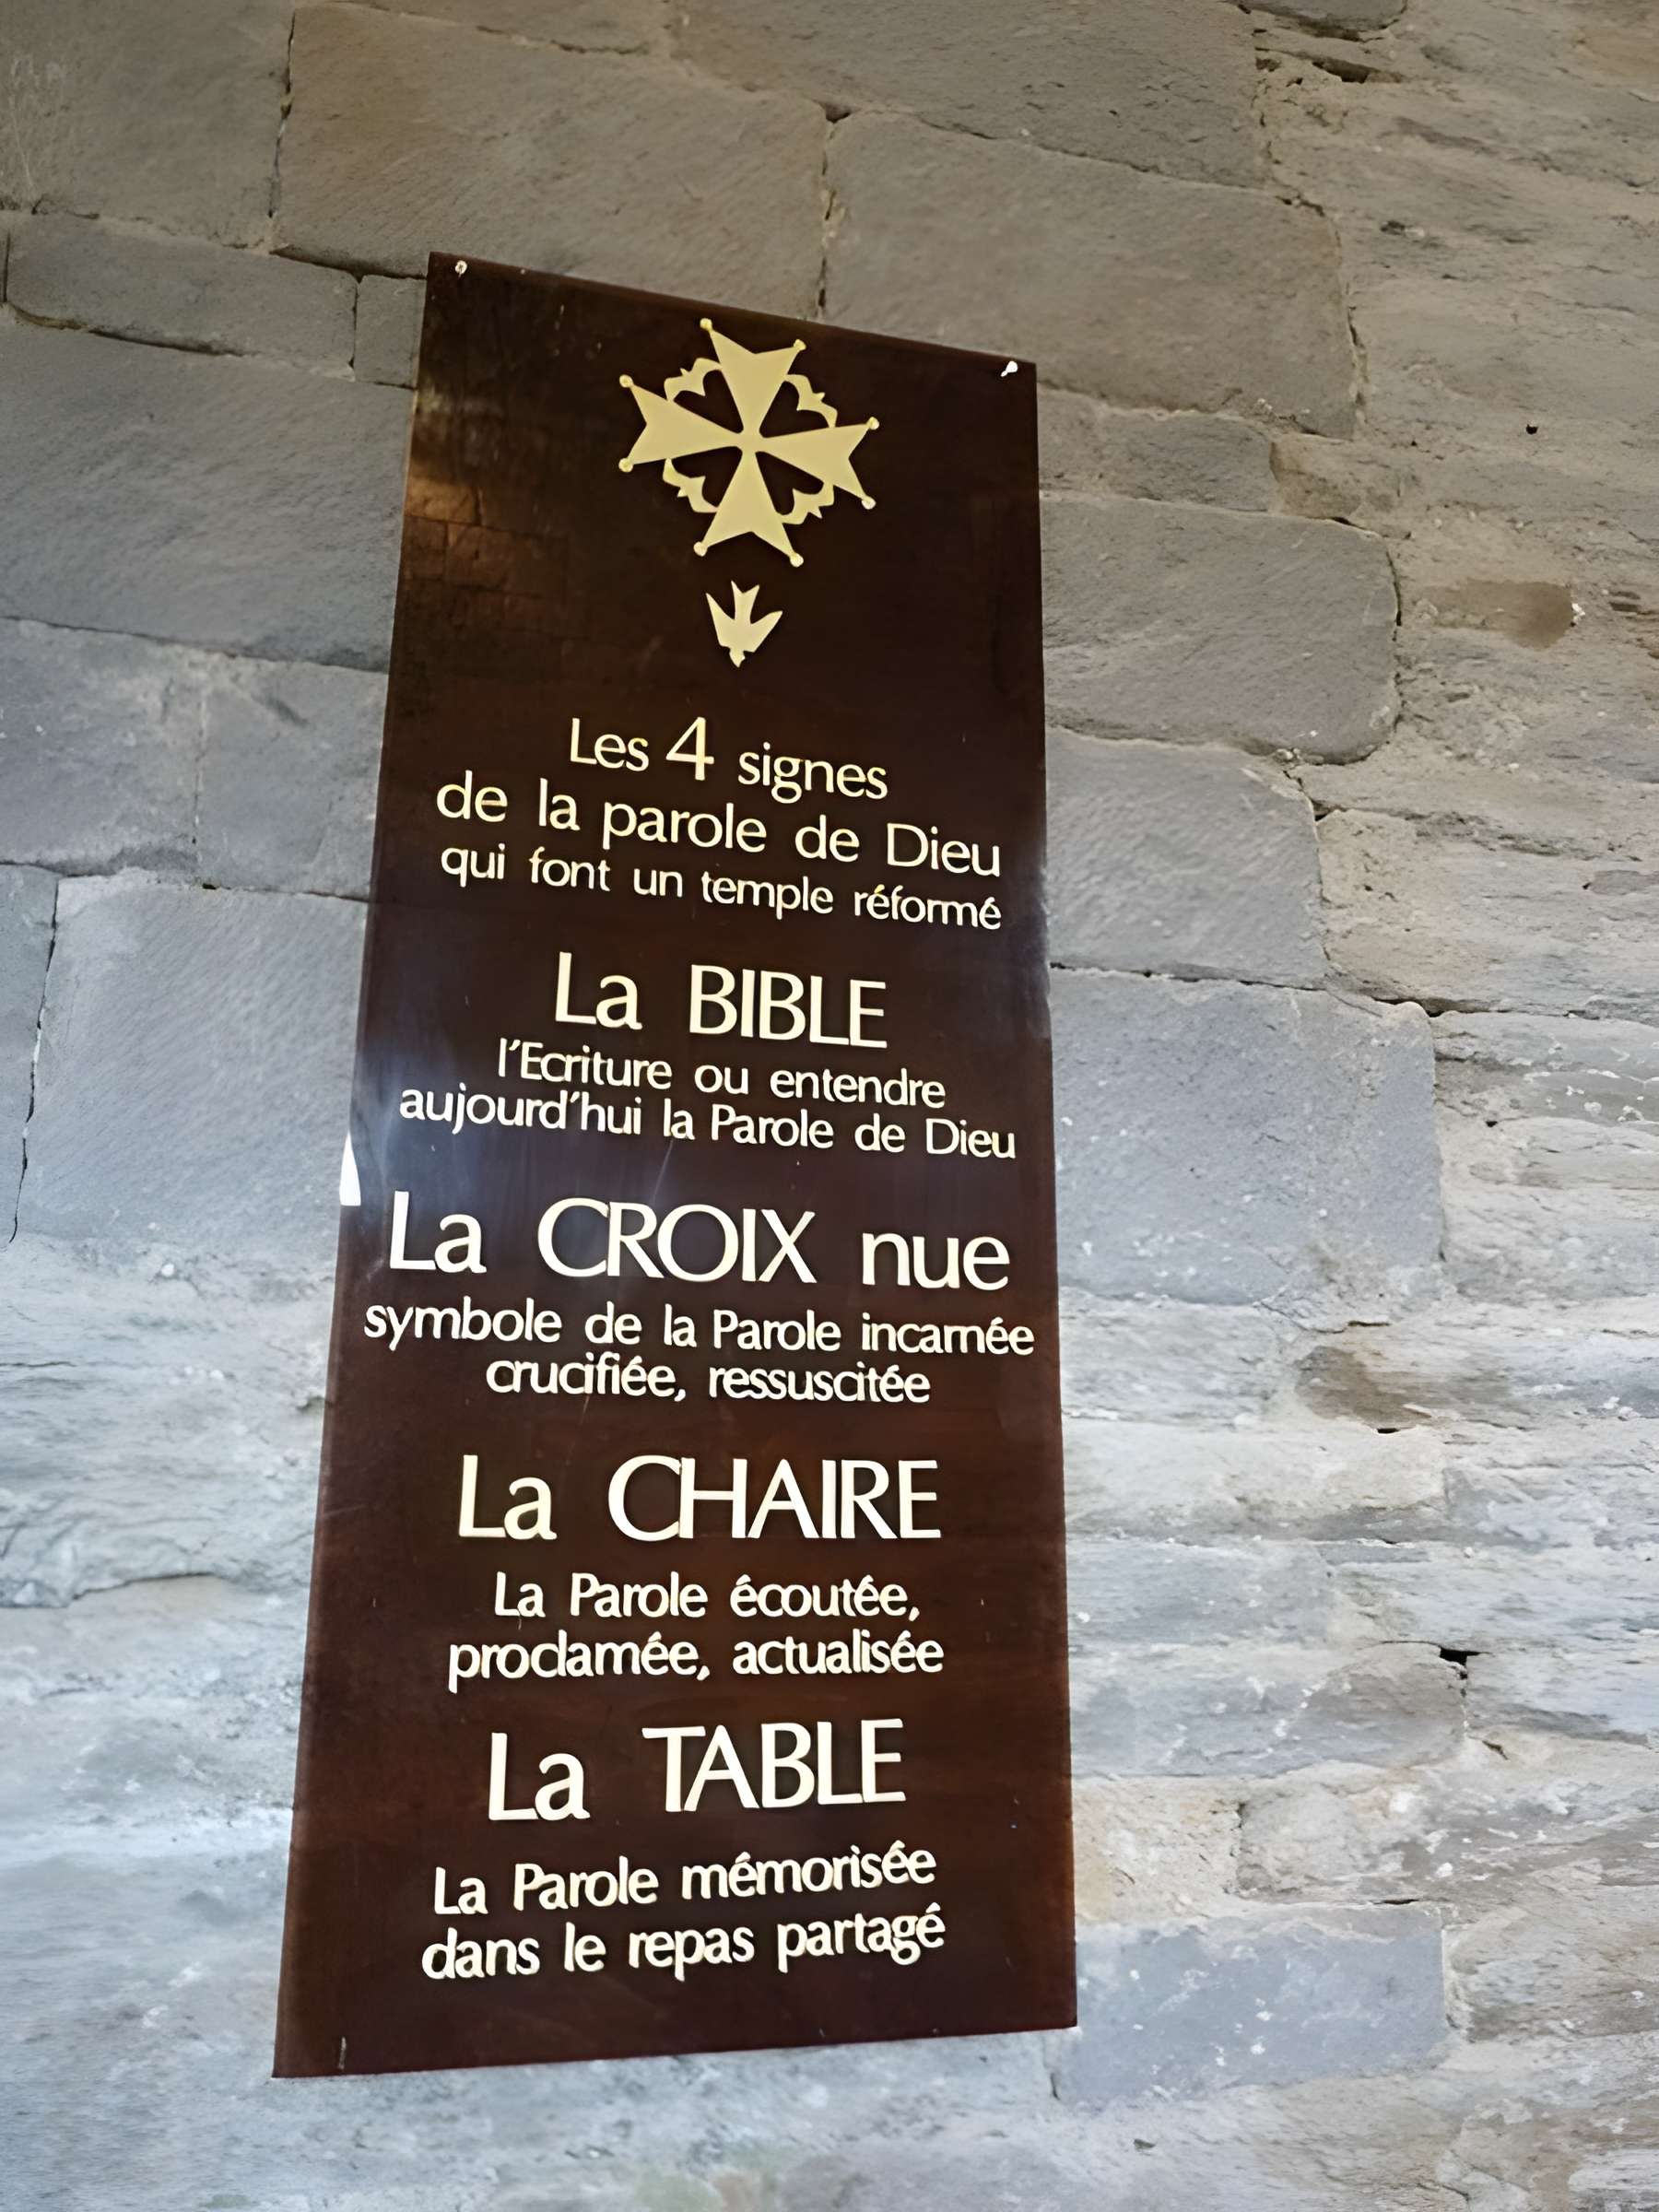 Les 4 signes
de la parole de Dieu
qui font un temple réformé
La BIBLE
l'Ecriture ou entendre
aujourd'hui la Parole de Dieu
La CROIX nue
symbole de la Parole incarnée
crucifiée, ressuscitée
La CHAIRE
La Parole écoutée,
proclamée, actualisée
La TABLE
La Parole mémorisée
dans le repas partagé